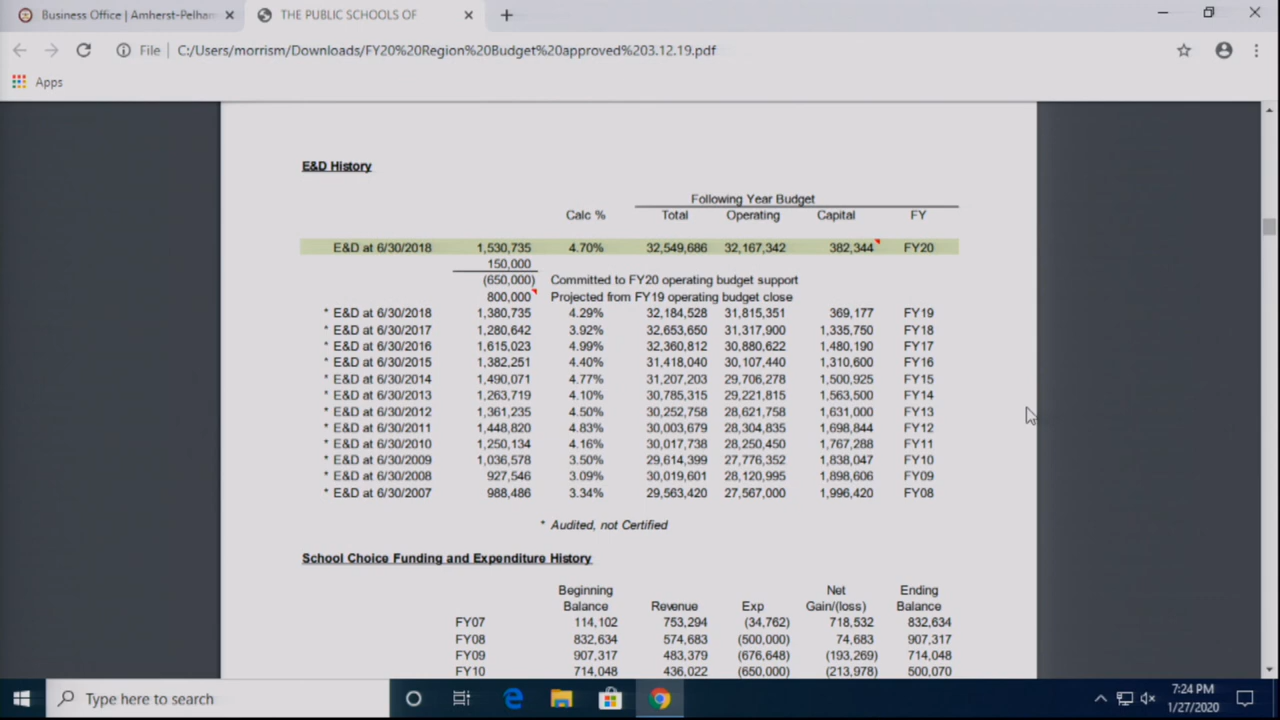 Business Office | Amherst-Pelham
THE PUBLIC SCHOOLS OF
File | C:/Users/morrism/Downloads/FY20%20Region%20Budget%20approved%203.12.19.pdf
Apps
E&D History
Following Year Budget
Calc % Total Operating Capital FY
E&D at 6/30/2018 1,530,735 4.70% 32,549,686 32,167,342 382,344 FY20
150,000
(650,000) Committed to FY20 operating budget support
800,000 Projected from FY19 operating budget close
* E&D at 6/30/2018 1,380,735 4.29% 32,184,528 31,815,351 369,177 FY19
* E&D at 6/30/2017 1,280,642 3.92% 32,653,650 31,317,900 1,335,750 FY18
* E&D at 6/30/2016 1,615,023 4.99% 32,360,812 30,880,622 1,480,190 FY17
* E&D at 6/30/2015 1,382,251 4.40% 31,418,040 30,107,440 1,310,600 FY16
* E&D at 6/30/2014 1,490,071 4.77% 31,207,203 29,706,278 1,500,925 FY15
* E&D at 6/30/2013 1,263,719 4.10% 30,785,315 29,221,815 1,563,500 FY14
* E&D at 6/30/2012 1,361,235 4.50% 30,252,758 28,621,758 1,631,000 FY13
* E&D at 6/30/2011 1,448,820 4.83% 30,003,679 28,304,835 1,698,844 FY12
* E&D at 6/30/2010 1,250,134 4.16% 30,017,738 28,250,450 1,767,288 FY11
* E&D at 6/30/2009 1,036,578 3.50% 29,614,399 27,776,352 1,838,047 FY10
* E&D at 6/30/2008 927,546 3.09% 30,019,601 28,120,995 1,898,606 FY09
* E&D at 6/30/2007 988,486 3.34% 29,563,420 27,567,000 1,996,420 FY08
* Audited, not Certified
School Choice Funding and Expenditure History
Beginning Net Ending
Balance Revenue Exp Gain/(loss) Balance
FY07 114,102 753,294 (34,762) 718,532 832,634
FY08 832,634 574,683 (500,000) 74,683 907,317
FY09 907,317 483,379 (676,648) (193,269) 714,048
FY10 714,048 436,022 (650,000) (213,978) 500,070
Type here to search
7:24 PM
1/27/2020